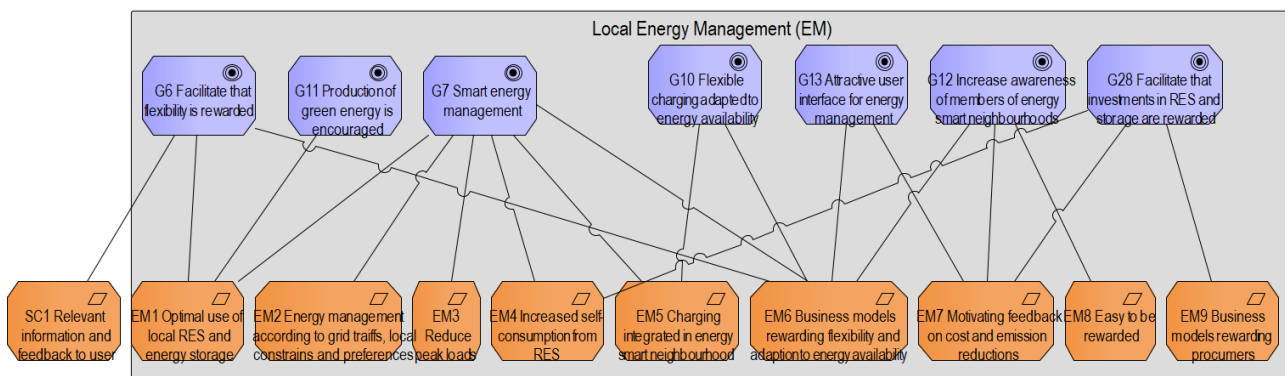 Local Energy Management (EM)
G6 Facilitate that
flexibility is rewarded
G11 Production of
green energy is
encouraged
G7 Smart energy
management
G10 Flexible
charging adapted to
energy availability
G13 Attractive user
interface for energy
management
G12 Increase awareness
of members of energy
smart neighbourhoods
G28 Facilitate that
investments in RES and
storage are rewarded
SC1 Relevant
information and
feedback to user
EM1 Optimal use of
local RES and
energy storage
EM2 Energy management
according to grid traiffs, local
constrains and preferences
EM3
Reduce
peak loads
EM4 Increased self-
consumption from
RES
EM5 Charging
integrated in energy
smart neighbourhood
EM6 Business models
rewarding flexibility and
adaption to energy availability
EM7 Motivating feedback
on cost and emission
reductions
EM8 Easy to be
rewarded
EM9 Business
models rewarding
procumers